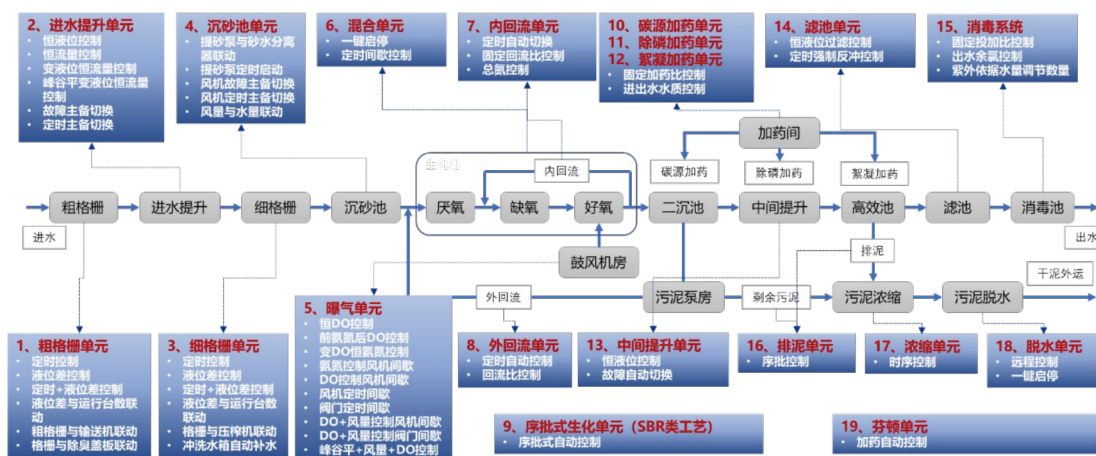 2、进水提升单元
• 恒液位控制
• 恒流量控制
• 变液位恒流量控制
• 峰谷平变液位恒流量
控制
• 故障主备切换
• 定时主备切换
4、沉砂池单元
• 提砂泵与砂水分离
器联动
• 提砂泵定时启动
• 风机故障主备切换
• 风机定时主备切换
• 风量与水量联动
6、混合单元
• 一键启停
• 定时间歇控制
7、内回流单元
• 定时自动切换
• 固定回流比控制
• 总氮控制
10、碳源加药单元
11、除磷加药单元
12、絮凝加药单元
• 固定加药比控制
• 进出水水质控制
14、滤池单元
• 恒液位过滤控制
• 定时强制反冲控制
15、消毒系统
• 固定投加比控制
• 出水余氯控制
• 紫外依据水量调节数量
加药间
碳源加药
除磷加药
絮凝加药
生化池
内回流
粗格栅
进水提升
细格栅
沉砂池
厌氧
缺氧
好氧
二沉池
中间提升
高效池
滤池
消毒池
进水
出水
排泥
鼓风机房
干泥外运
外回流
污泥泵房
剩余污泥
污泥浓缩
污泥脱水
1、粗格栅单元
• 定时控制
• 液位差控制
• 定时+液位差控制
• 液位差与运行台数联
动
• 粗格栅与输送机联动
• 格栅与除臭盖板联动
3、细格栅单元
• 定时控制
• 液位差控制
• 定时+液位差控制
• 液位差与运行台数
联动
• 格栅与压榨机联动
• 冲洗水箱自动补水
5、曝气单元
• 恒DO控制
• 前氨氮后DO控制
• 变DO恒氨氮控制
• 氨氮控制风机间歇
• DO控制风机间歇
• 风机定时间歇
• 阀门定时间歇
• DO+风量控制风机间歇
• DO+风量控制阀门间歇
• 峰谷平+风量+DO控制
8、外回流单元
• 定时自动控制
• 回流比控制
13、中间提升单元
• 恒液位控制
• 故障自动切换
16、排泥单元
• 序批控制
17、浓缩单元
• 时序控制
18、脱水单元
• 远程控制
• 一键启停
9、序批式生化单元（SBR类工艺）
• 序批式自动控制
19、芬顿单元
• 加药自动控制